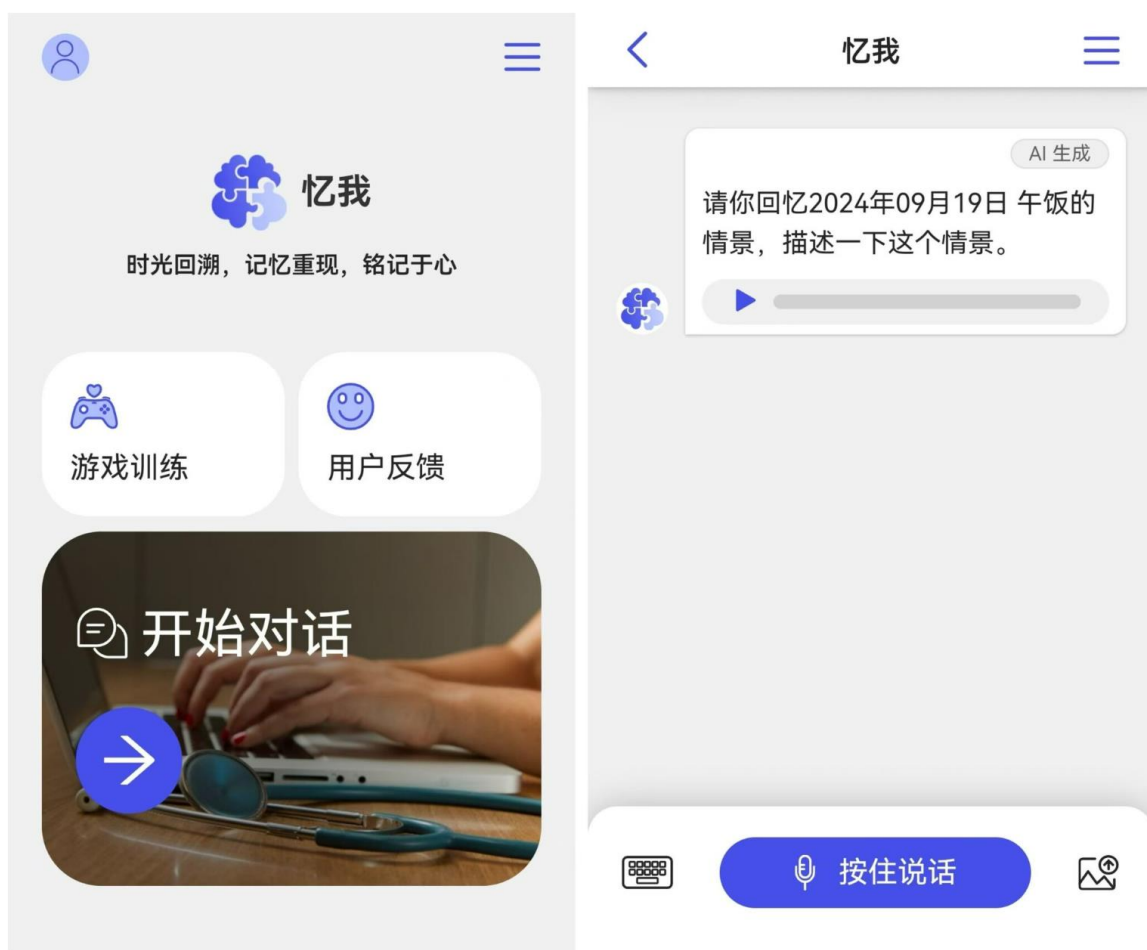 忆我
时光回溯，记忆重现，铭记于心
游戏训练
用户反馈
开始对话
忆我
AI 生成
请你回忆2024年09月19日 午饭的
情景，描述一下这个情景。
按住说话